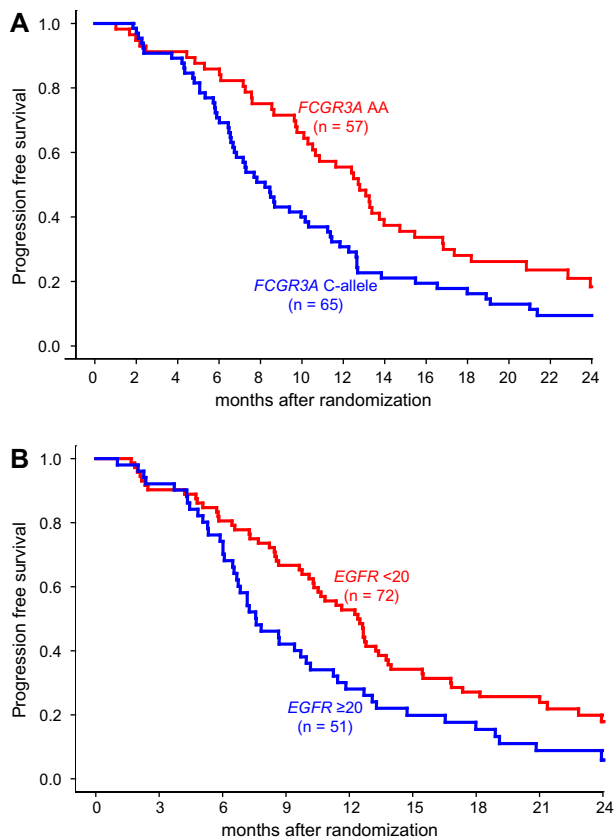 A
Progression free survival
1.0
0.8
0.6
0.4
0.2
0.0
FCGR3A AA
(n = 57)
FCGR3A C-allele
(n = 65)
0 2 4 6 8 10 12 14 16 18 20 22 24
months after randomization
B
Progression free survival
1.0
0.8
0.6
0.4
0.2
0.0
EGFR <20
(n = 72)
EGFR ≥20
(n = 51)
0 3 6 9 12 15 18 21 24
months after randomization